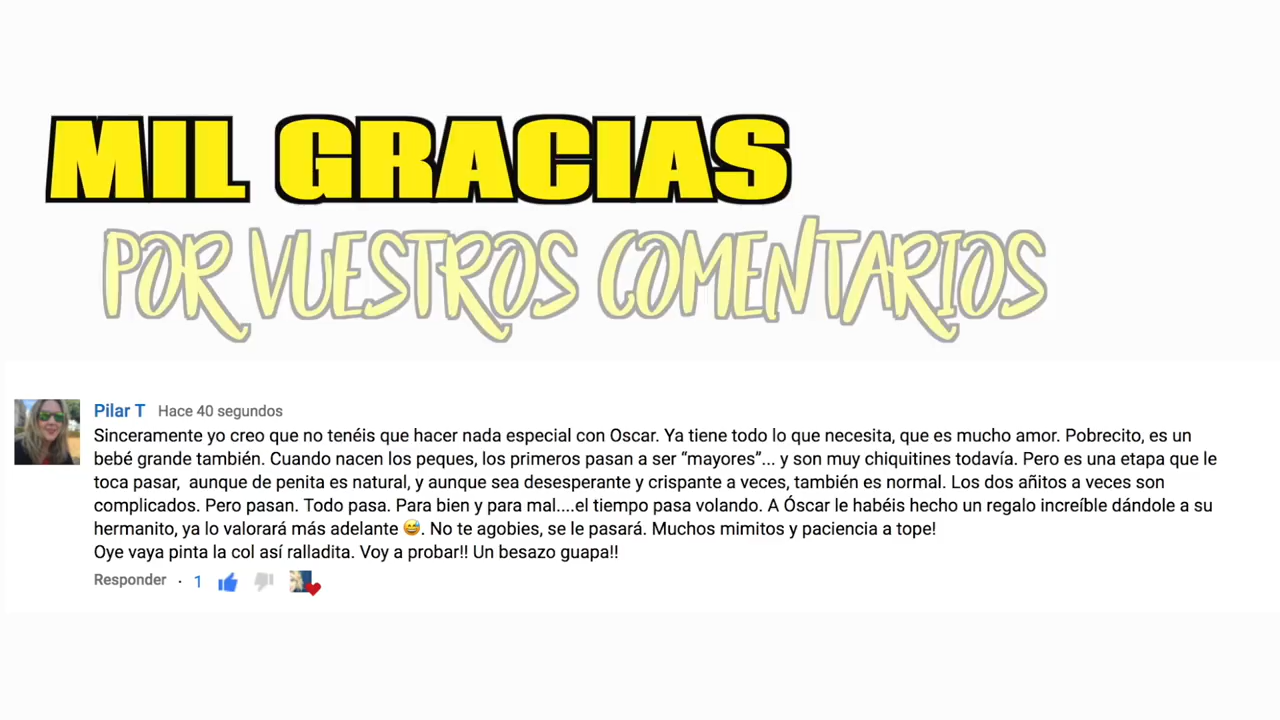 MIL GRACIAS
POR VUESTROS COMENTARIOS
Pilar T Hace 40 segundos
Sinceramente yo creo que no tenéis que hacer nada especial con Oscar. Ya tiene todo lo que necesita, que es mucho amor. Pobrecito, es un
bebé grande también. Cuando nacen los peques, los primeros pasan a ser “mayores”... y son muy chiquitines todavía. Pero es una etapa que le
toca pasar, aunque de penita es natural, y aunque sea desesperante y crispante a veces, también es normal. Los dos añitos a veces son
complicados. Pero pasan. Todo pasa. Para bien y para mal....el tiempo pasa volando. A Óscar le habéis hecho un regalo increíble dándole a su
hermanito, ya lo valorará más adelante 😅. No te agobies, se le pasará. Muchos mimitos y paciencia a tope!
Oye vaya pinta la col así ralladita. Voy a probar!! Un besazo guapa!!
Responder · 1